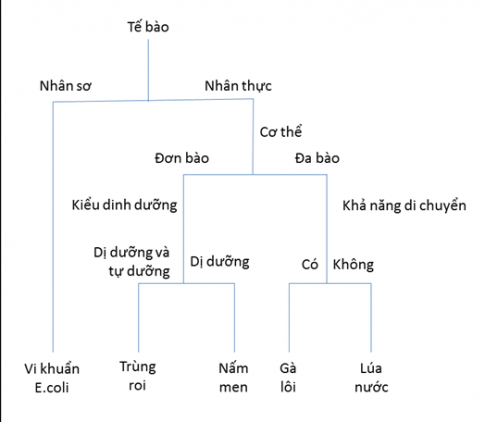 Tế bào
Nhân sơ
Nhân thực
Cơ thể
Đơn bào
Đa bào
Kiểu dinh dưỡng
Khả năng di chuyển
Dị dưỡng và
tự dưỡng
Dị dưỡng
Có
Không
Vi khuẩn
E.coli
Trùng
roi
Nấm
men
Gà
lôi
Lúa
nước